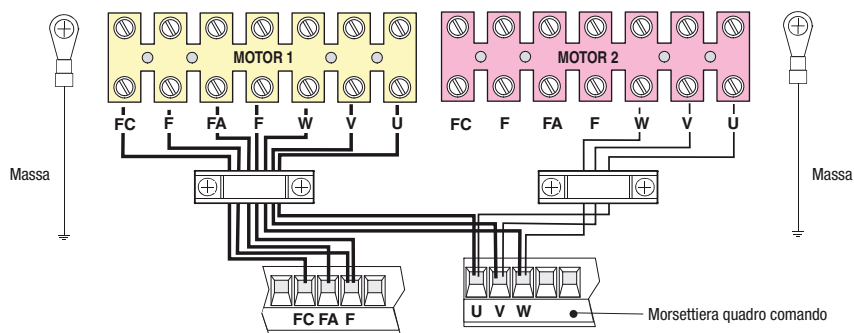 MOTOR 1
MOTOR 2
FC F FA F W V U
FC F FA F W V U
Massa
Massa
FC FA F
U V W
Morsettiera quadro comando